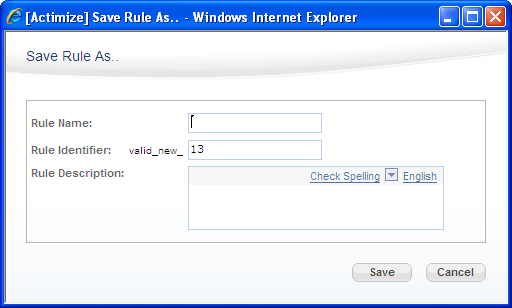 [Actimize] Save Rule As.. - Windows Internet Explorer
Save Rule As..
Rule Name:
Rule Identifier: valid_new_ 13
Rule Description: Check Spelling English
Save Cancel